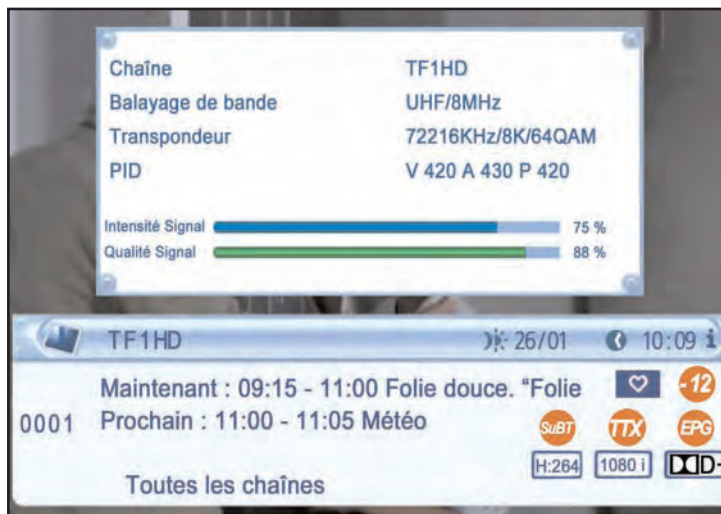 Chaîne TF1HD
Balayage de bande UHF/8MHz
Transpondeur 72216KHz/8K/64QAM
PID V 420 A 430 P 420
Intensité Signal 75 %
Qualité Signal 88 %
TF1HD 26/01 10:09 i
Maintenant : 09:15 - 11:00 Folie douce. “Folie -12
0001 Prochain : 11:00 - 11:05 Météo SuBT TTX EPG
H:264 1080 i D+
Toutes les chaînes